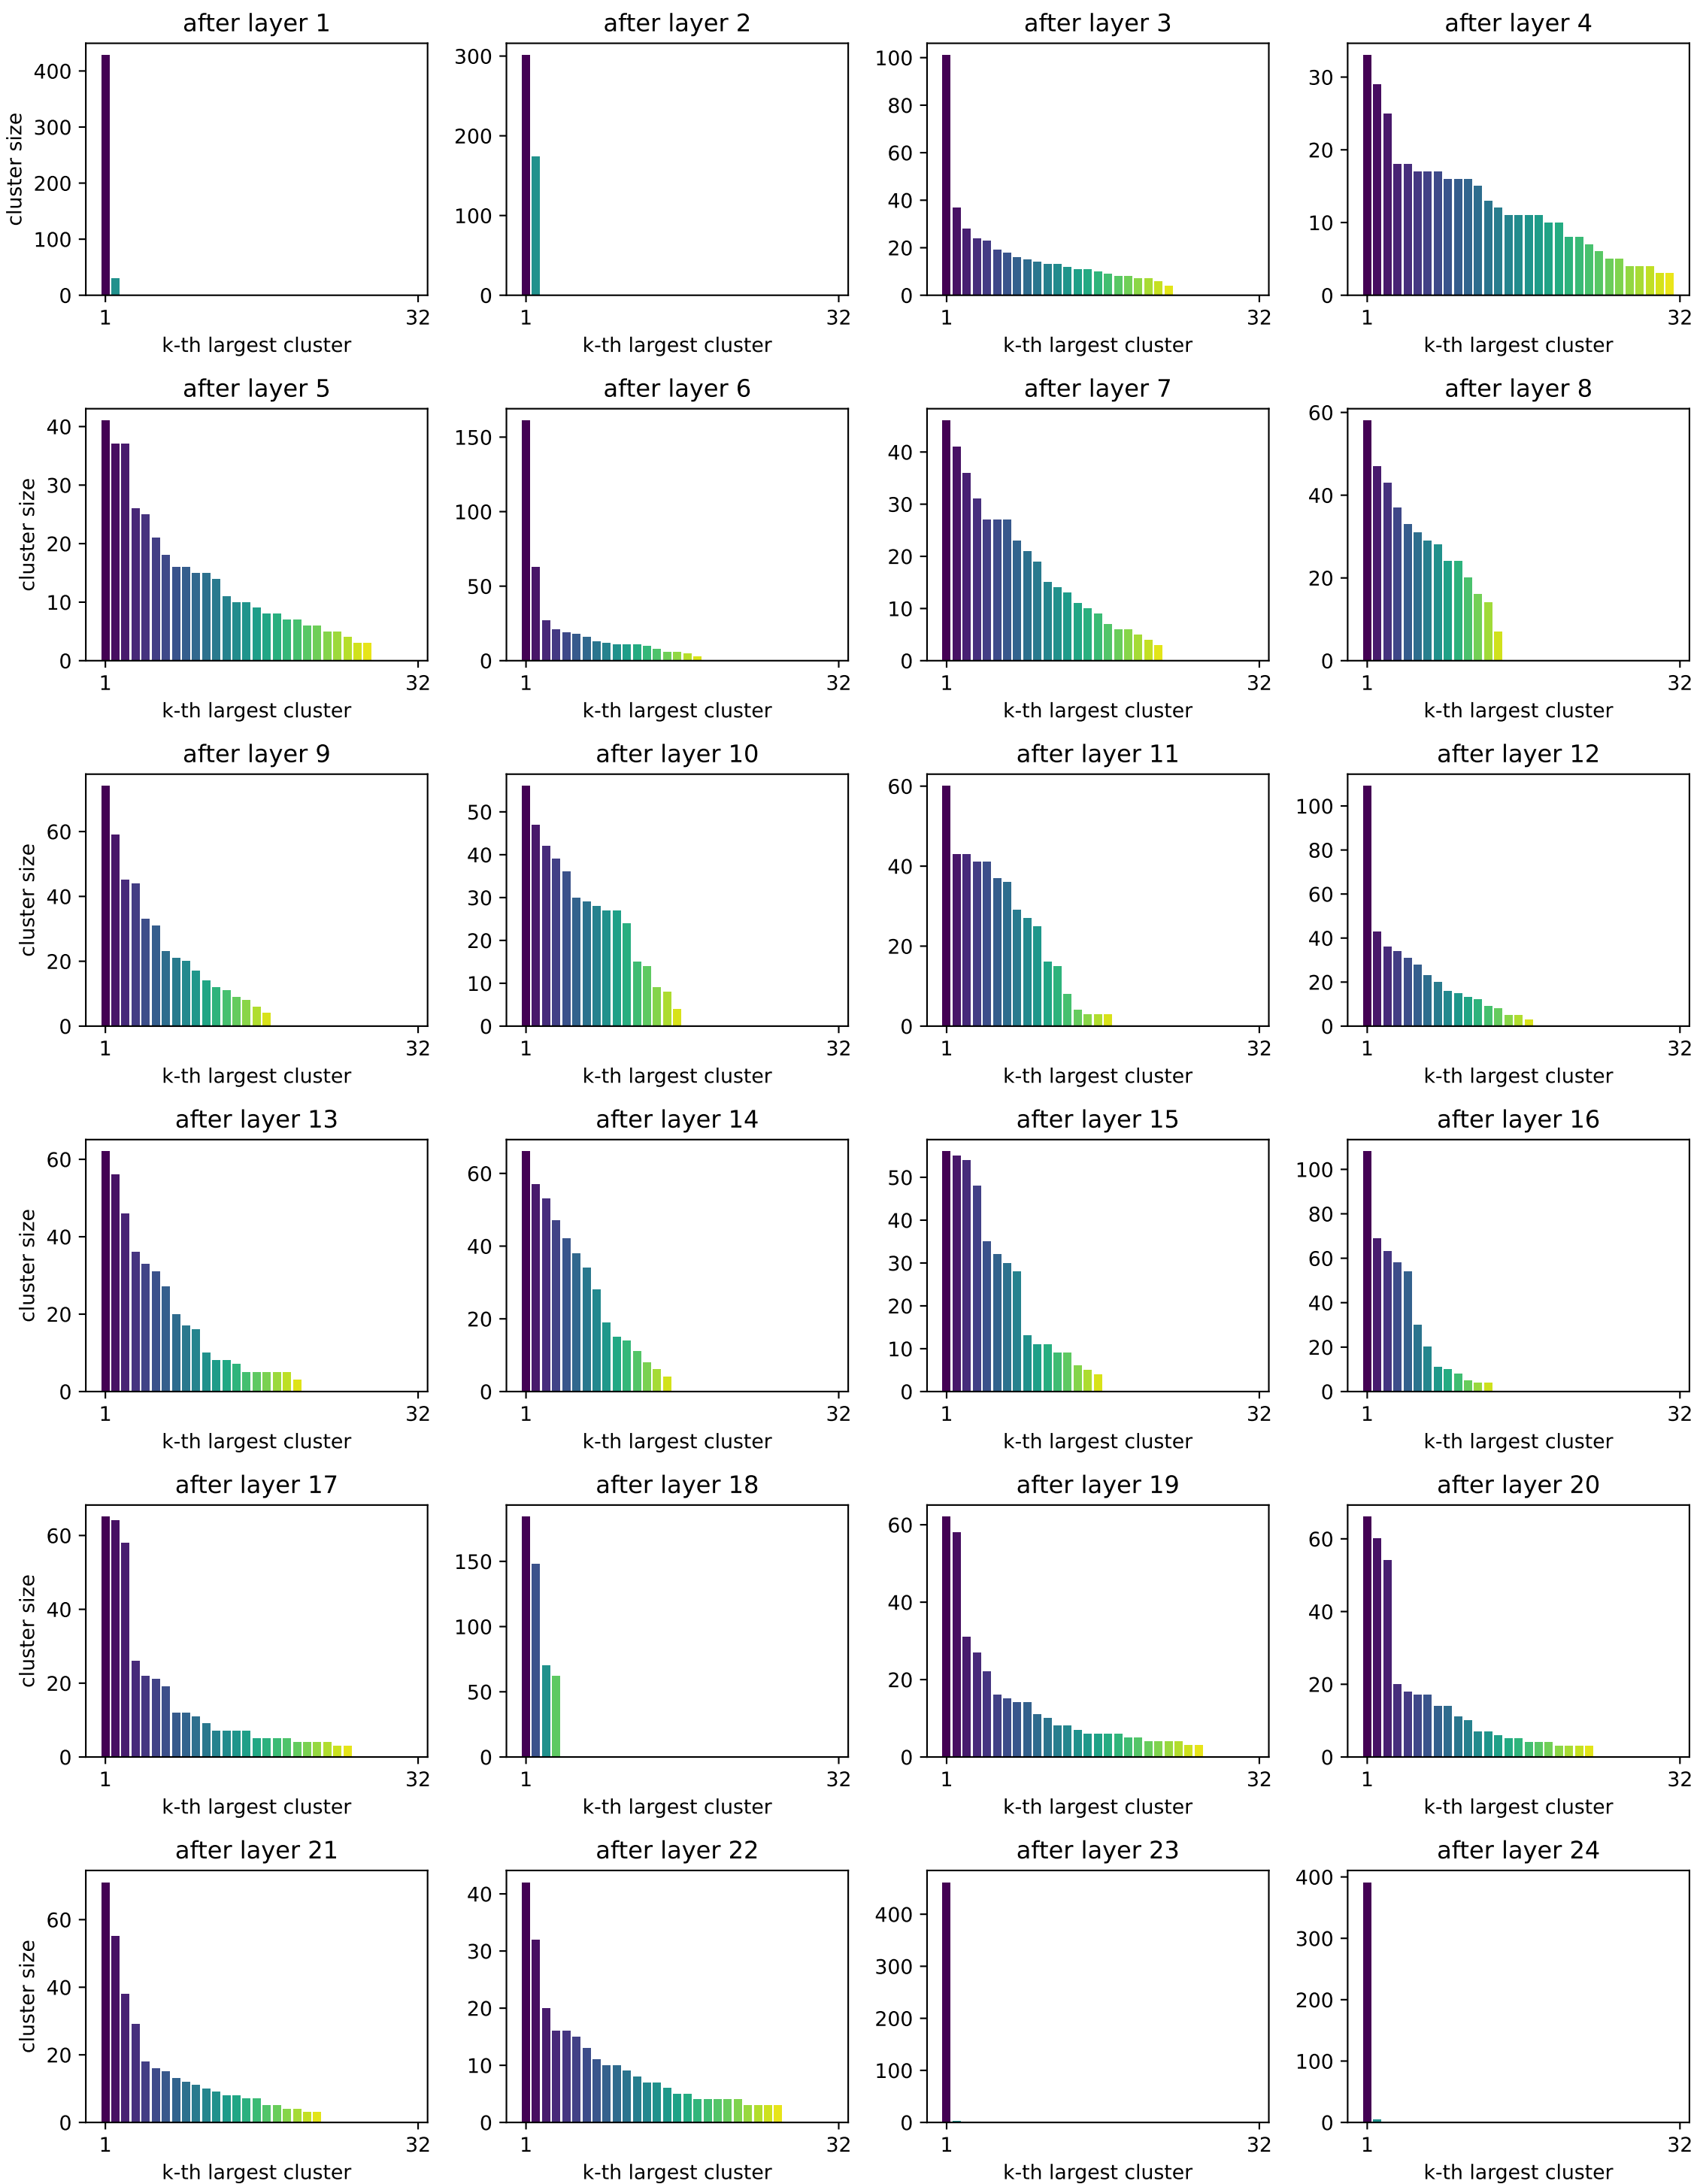 after layer 1
400
300
200
100
0
cluster size
1 32
k-th largest cluster
after layer 2
300
200
100
0
1 32
k-th largest cluster
after layer 3
100
80
60
40
20
0
1 32
k-th largest cluster
after layer 4
30
20
10
0
1 32
k-th largest cluster
after layer 5
40
30
20
10
0
cluster size
1 32
k-th largest cluster
after layer 6
150
100
50
0
1 32
k-th largest cluster
after layer 7
40
30
20
10
0
1 32
k-th largest cluster
after layer 8
60
40
20
0
1 32
k-th largest cluster
after layer 9
60
40
20
0
cluster size
1 32
k-th largest cluster
after layer 10
50
40
30
20
10
0
1 32
k-th largest cluster
after layer 11
60
40
20
0
1 32
k-th largest cluster
after layer 12
100
80
60
40
20
0
1 32
k-th largest cluster
after layer 13
60
40
20
0
cluster size
1 32
k-th largest cluster
after layer 14
60
40
20
0
1 32
k-th largest cluster
after layer 15
50
40
30
20
10
0
1 32
k-th largest cluster
after layer 16
100
80
60
40
20
0
1 32
k-th largest cluster
after layer 17
60
40
20
0
cluster size
1 32
k-th largest cluster
after layer 18
150
100
50
0
1 32
k-th largest cluster
after layer 19
60
40
20
0
1 32
k-th largest cluster
after layer 20
60
40
20
0
1 32
k-th largest cluster
after layer 21
60
40
20
0
cluster size
1 32
k-th largest cluster
after layer 22
40
30
20
10
0
1 32
k-th largest cluster
after layer 23
400
300
200
100
0
1 32
k-th largest cluster
after layer 24
400
300
200
100
0
1 32
k-th largest cluster